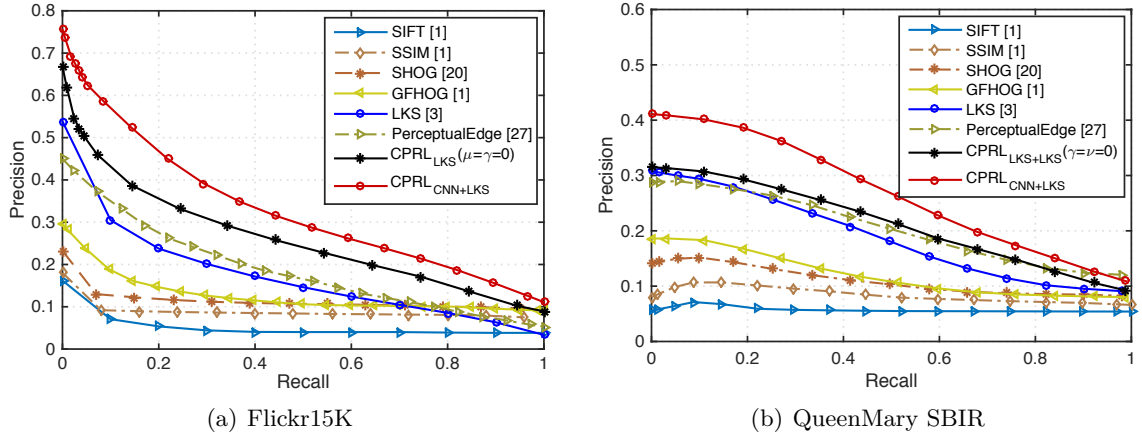 0.8
0.7
0.6
0.5
0.4
0.3
0.2
0.1
0
Precision
0 0.2 0.4 0.6 0.8 1
Recall
SIFT [1]
SSIM [1]
SHOG [20]
GFHOG [1]
LKS [3]
PerceptualEdge [27]
CPRL_LKS(μ=γ=0)
CPRL_CNN+LKS
(a) Flickr15K
0.6
0.5
0.4
0.3
0.2
0.1
0
Precision
0 0.2 0.4 0.6 0.8 1
Recall
SIFT [1]
SSIM [1]
SHOG [20]
GFHOG [1]
LKS [3]
PerceptualEdge [27]
CPRL_LKS+LKS(γ=ν=0)
CPRL_CNN+LKS
(b) QueenMary SBIR